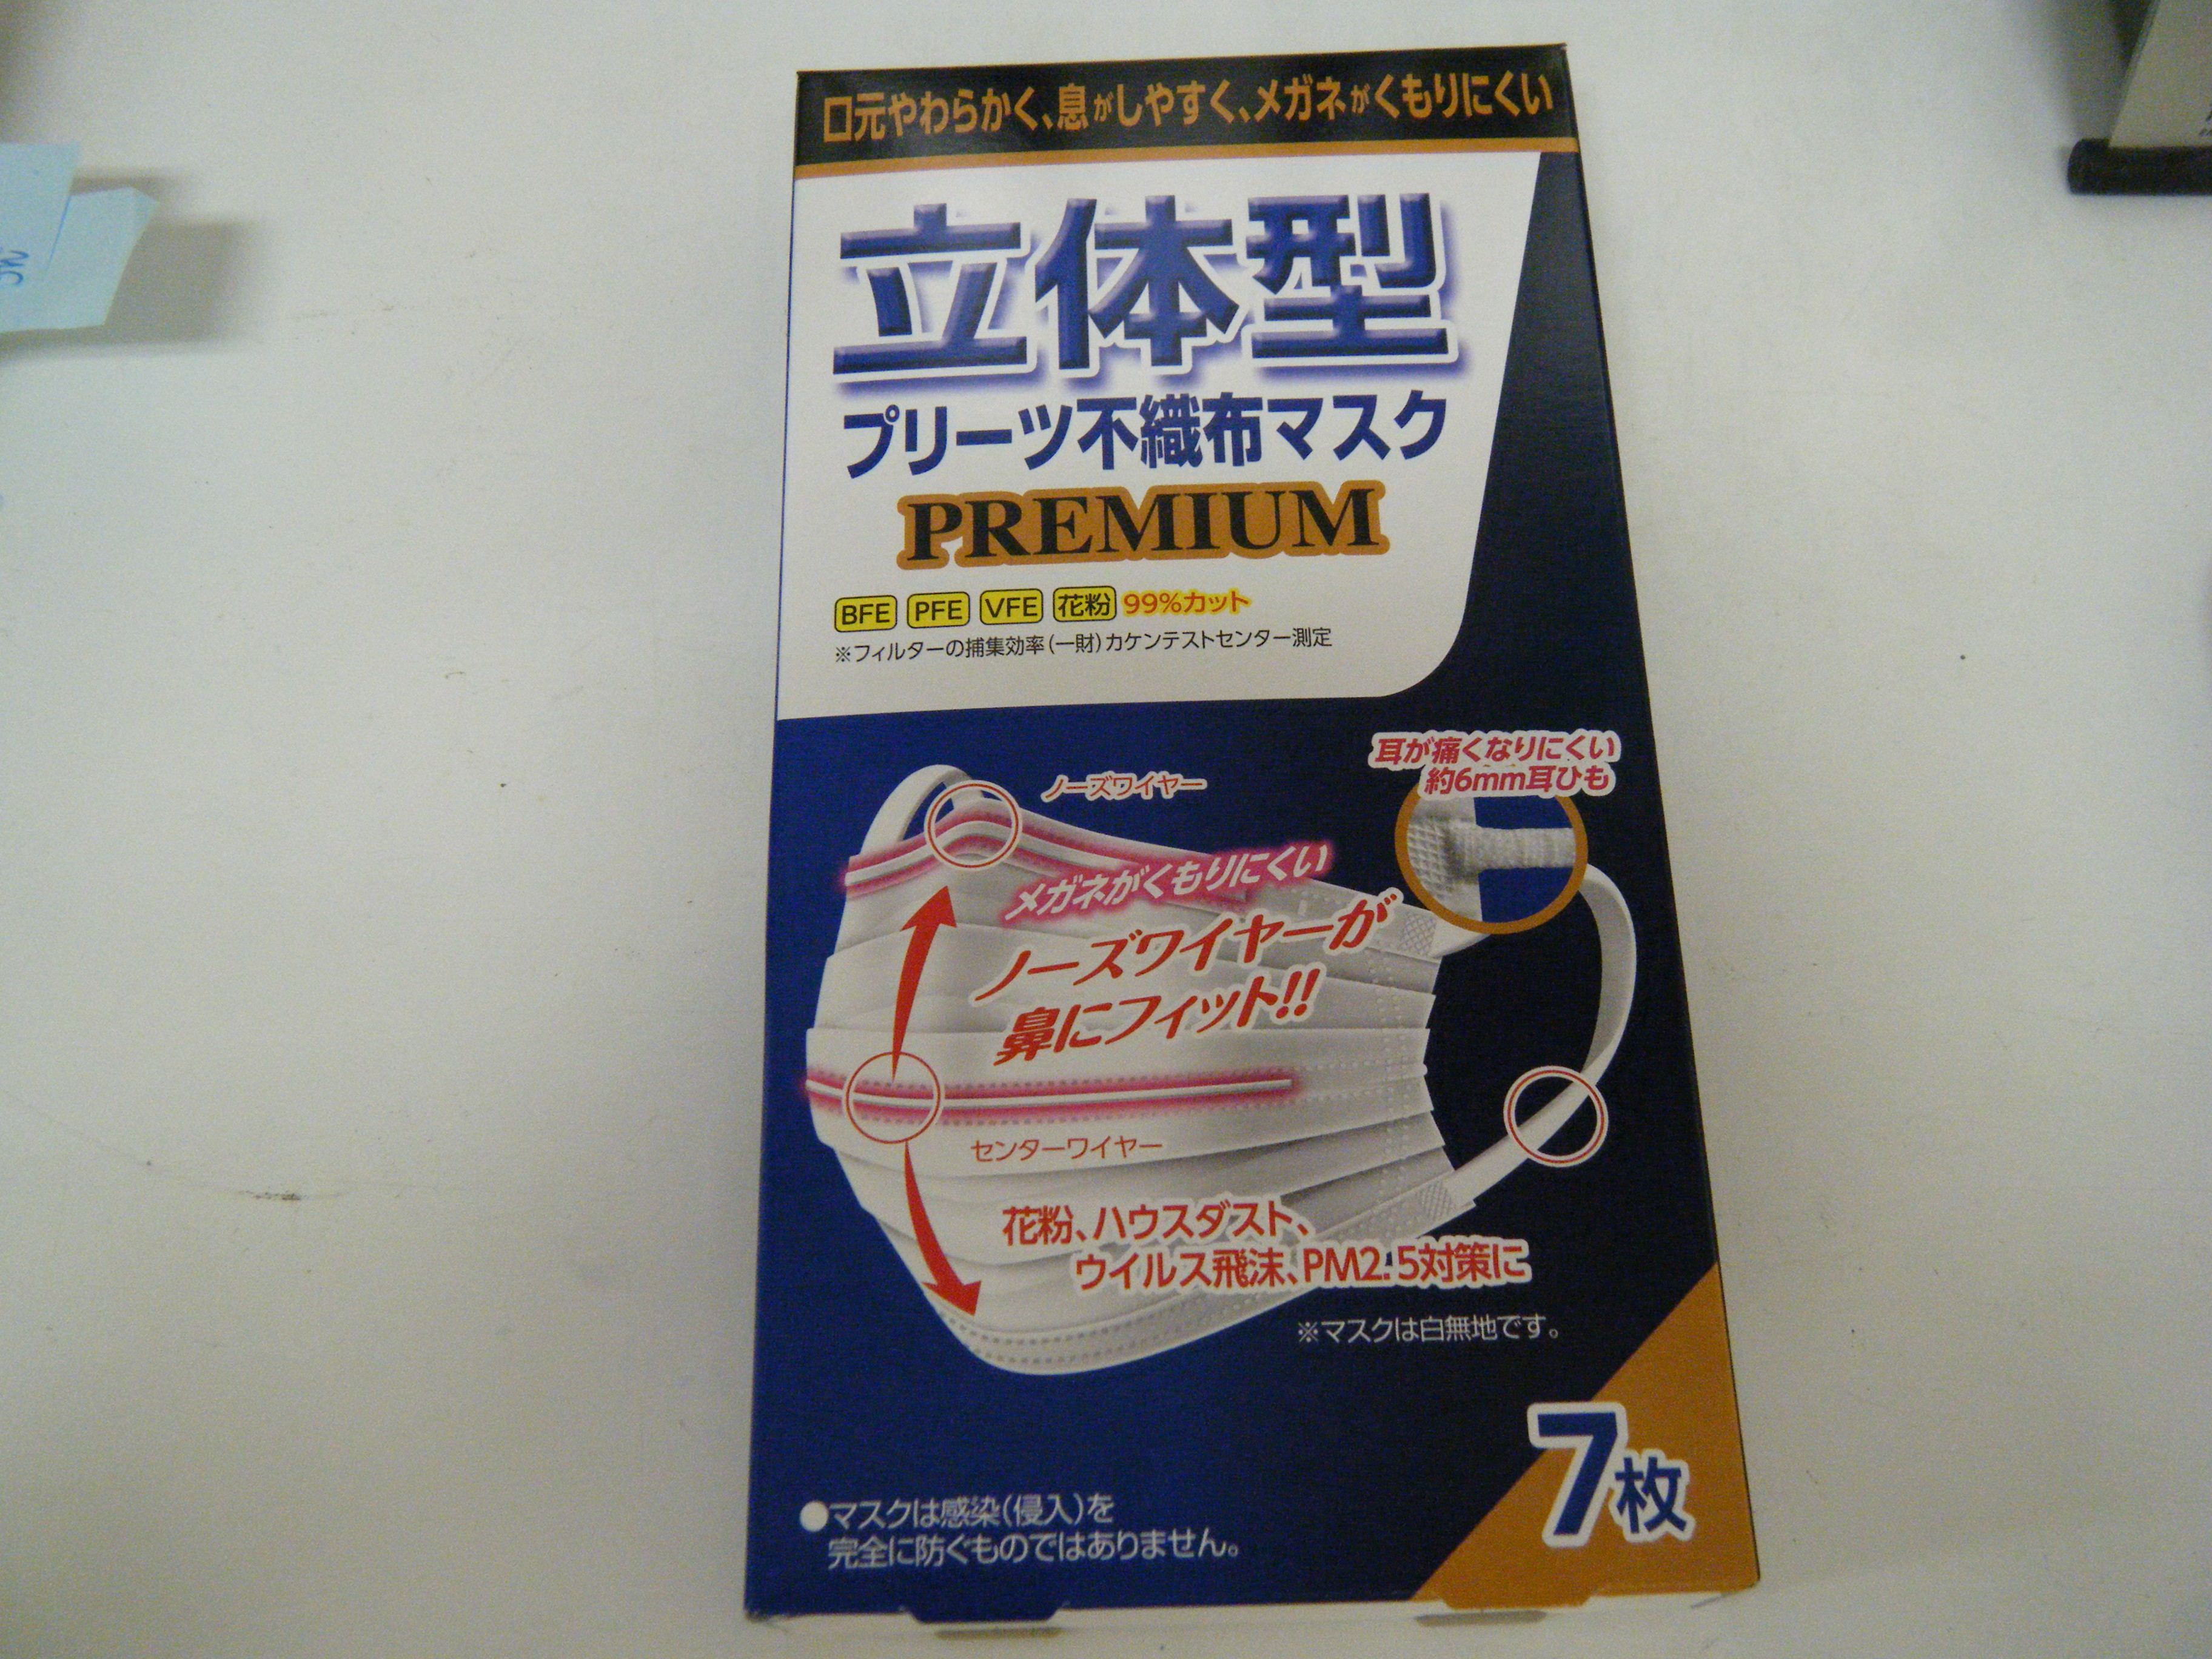 口元やわらかく、息がしやすく、メガネがくもりにくい
立体型
プリーツ不織布マスク
PREMIUM
BFE PFE VFE 花粉 99%カット
※フィルターの捕集効率(一財)カケンテストセンター測定
耳が痛くなりにくい
約6mm耳ひも
ノーズワイヤー
メガネがくもりにくい
ノーズワイヤーが
鼻にフィット!!
センターワイヤー
花粉、ハウスダスト、
ウイルス飛沫、PM2.5対策に
※マスクは白無地です。
7枚
●マスクは感染(侵入)を
完全に防ぐものではありません。